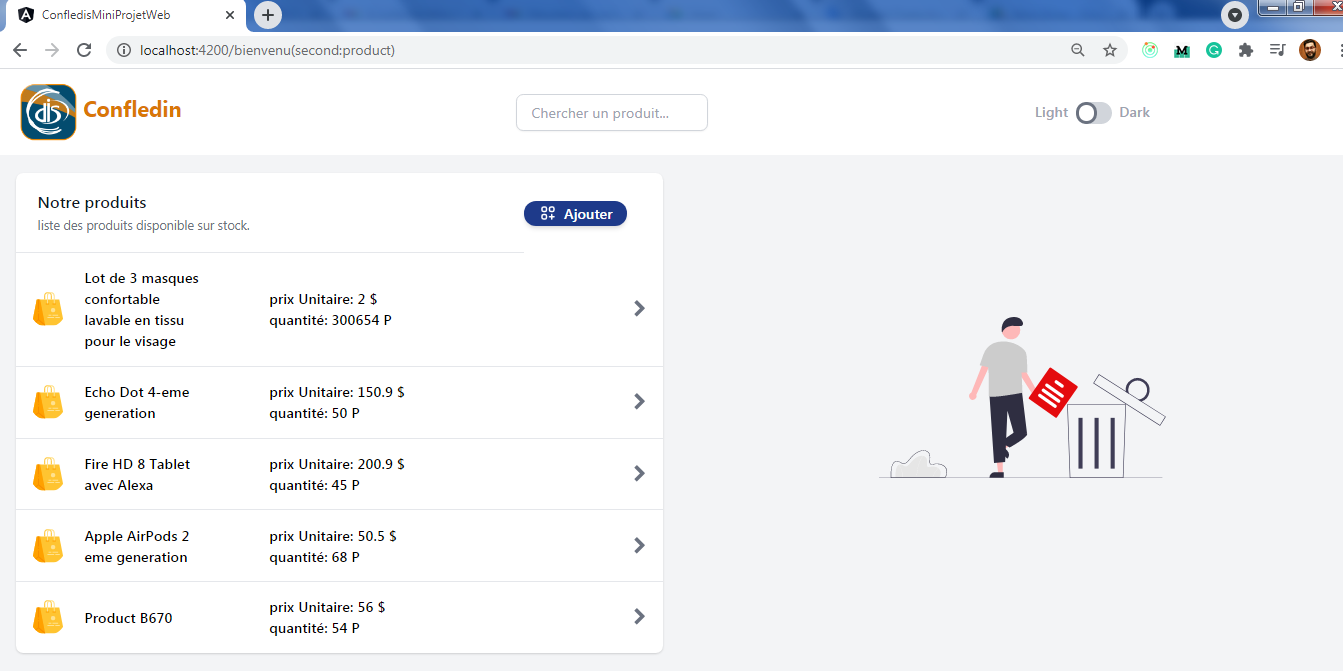 ConfledisMiniProjetWeb
localhost:4200/bienvenu(second:product)
dis
Confledin
Chercher un produit...
Light
Dark
Notre produits
liste des produits disponible sur stock.
Ajouter
Lot de 3 masques
confortable
lavable en tissu
pour le visage
prix Unitaire: 2 $
quantité: 300654 P
Echo Dot 4-eme
generation
prix Unitaire: 150.9 $
quantité: 50 P
Fire HD 8 Tablet
avec Alexa
prix Unitaire: 200.9 $
quantité: 45 P
Apple AirPods 2
eme generation
prix Unitaire: 50.5 $
quantité: 68 P
Product B670
prix Unitaire: 56 $
quantité: 54 P